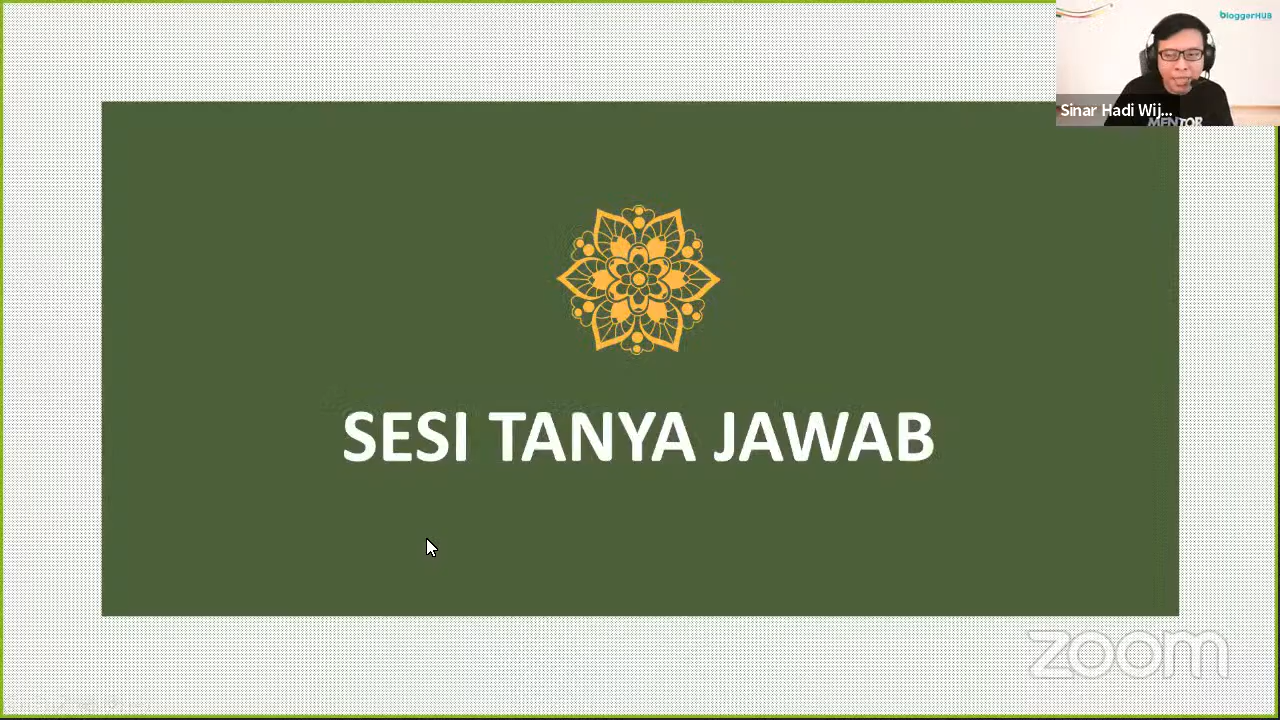 bloggerHUB
Sinar Hadi Wij...
MENTOR
SESI TANYA JAWAB
zoom